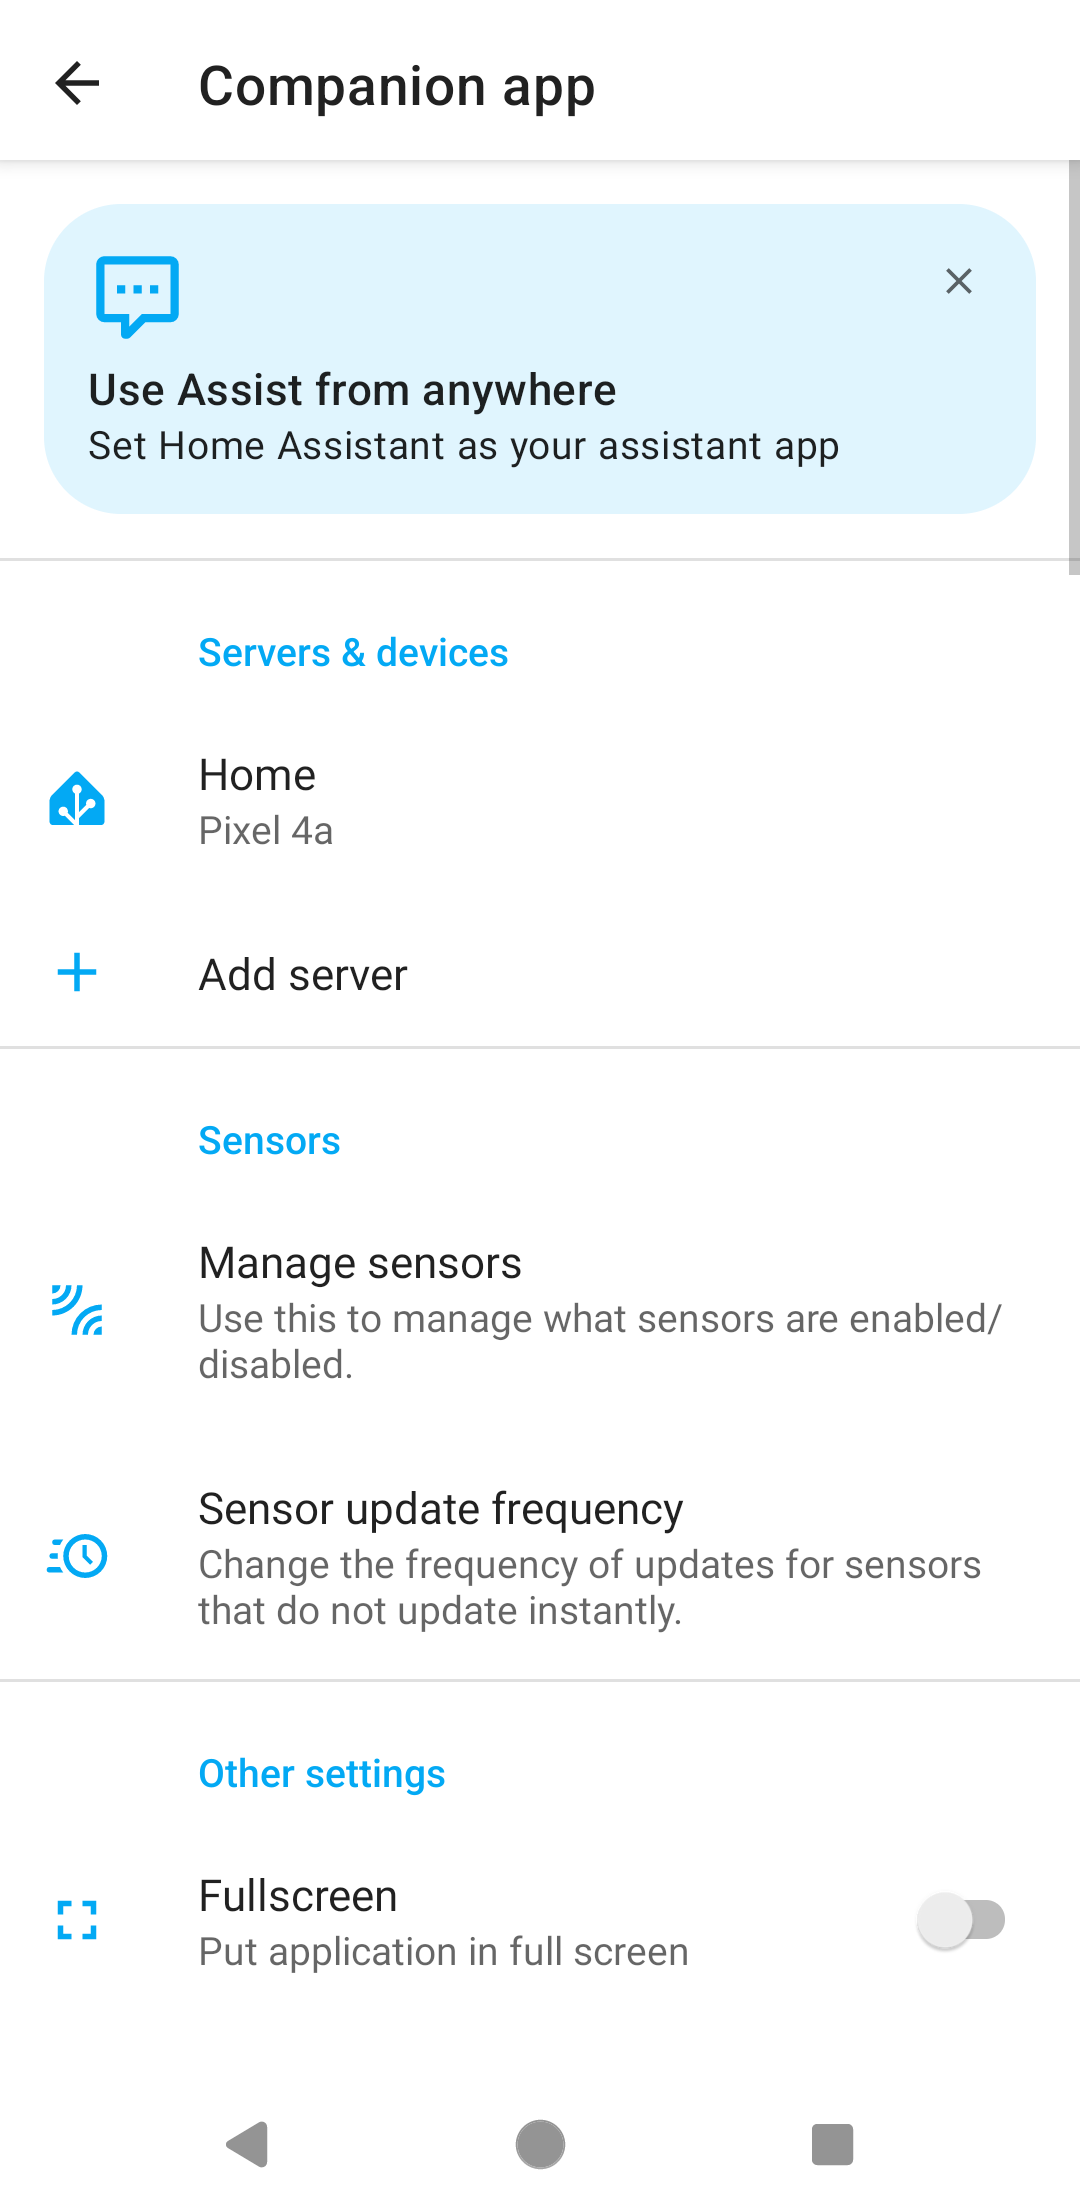 Companion app
Use Assist from anywhere
Set Home Assistant as your assistant app
Servers & devices
Home
Pixel 4a
Add server
Sensors
Manage sensors
Use this to manage what sensors are enabled/
disabled.
Sensor update frequency
Change the frequency of updates for sensors
that do not update instantly.
Other settings
Fullscreen
Put application in full screen